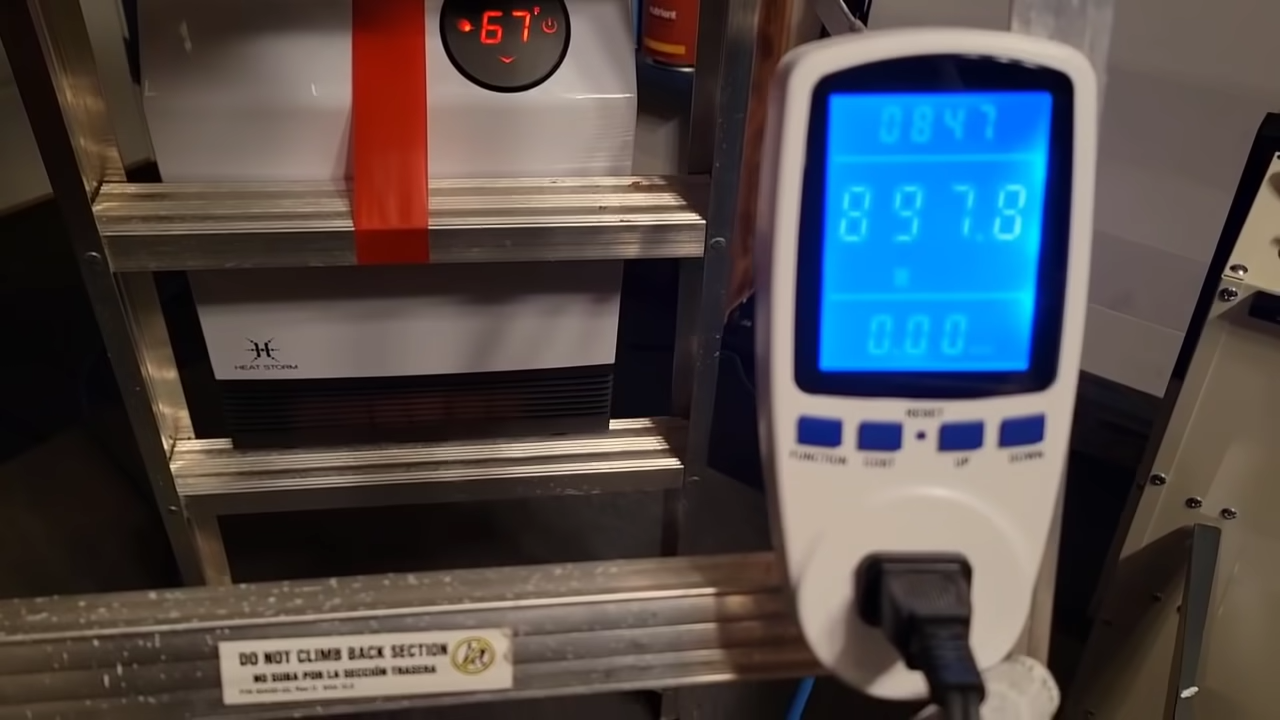 67°F
nutrient
0847
897.8
0.00
RESET
FUNCTION COST UP DOWN
HEAT STORM
DO NOT CLIMB BACK SECTION
NO SUBA POR LA SECCIÓN TRASERA